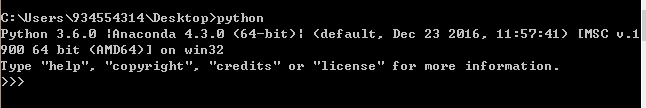 C:\Users\934554314\Desktop>python
Python 3.6.0 |Anaconda 4.3.0 (64-bit)| (default, Dec 23 2016, 11:57:41) [MSC v.1
900 64 bit (AMD64)] on win32
Type "help", "copyright", "credits" or "license" for more information.
>>>